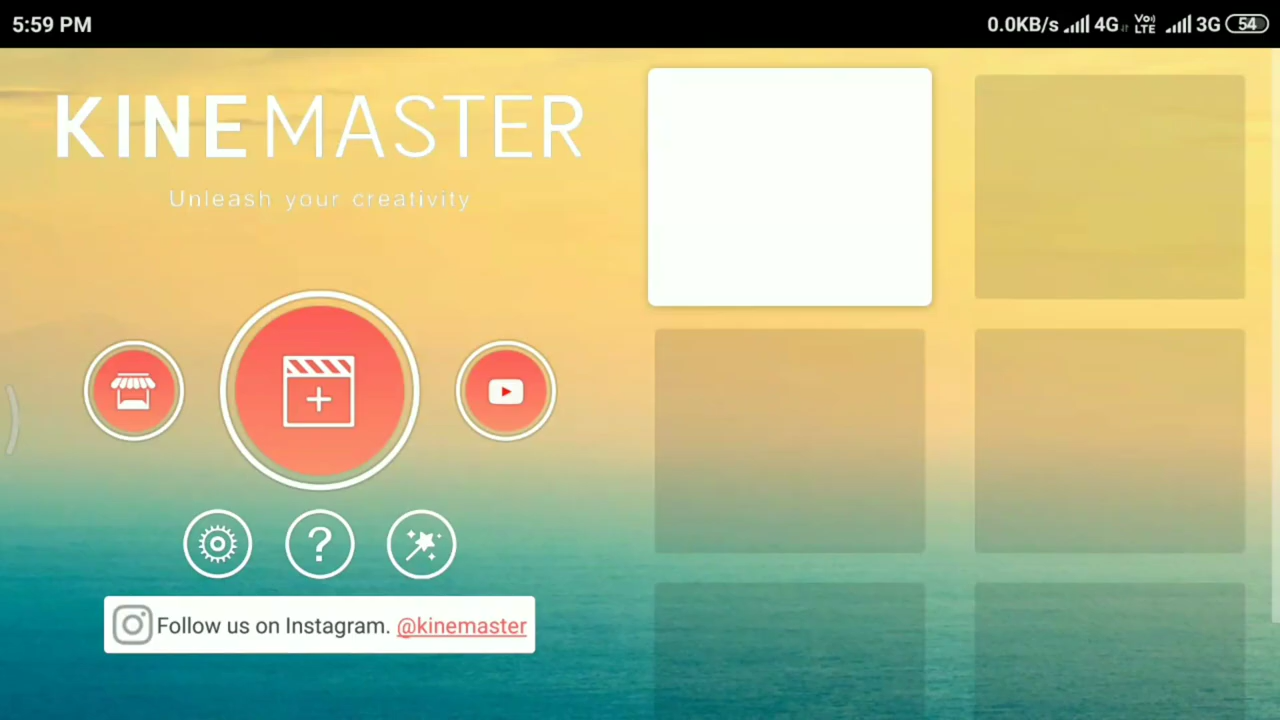 5:59 PM
0.0KB/s 4G Vo) LTE 3G 54
KINEMASTER
Unleash your creativity
?
Follow us on Instagram. @kinemaster